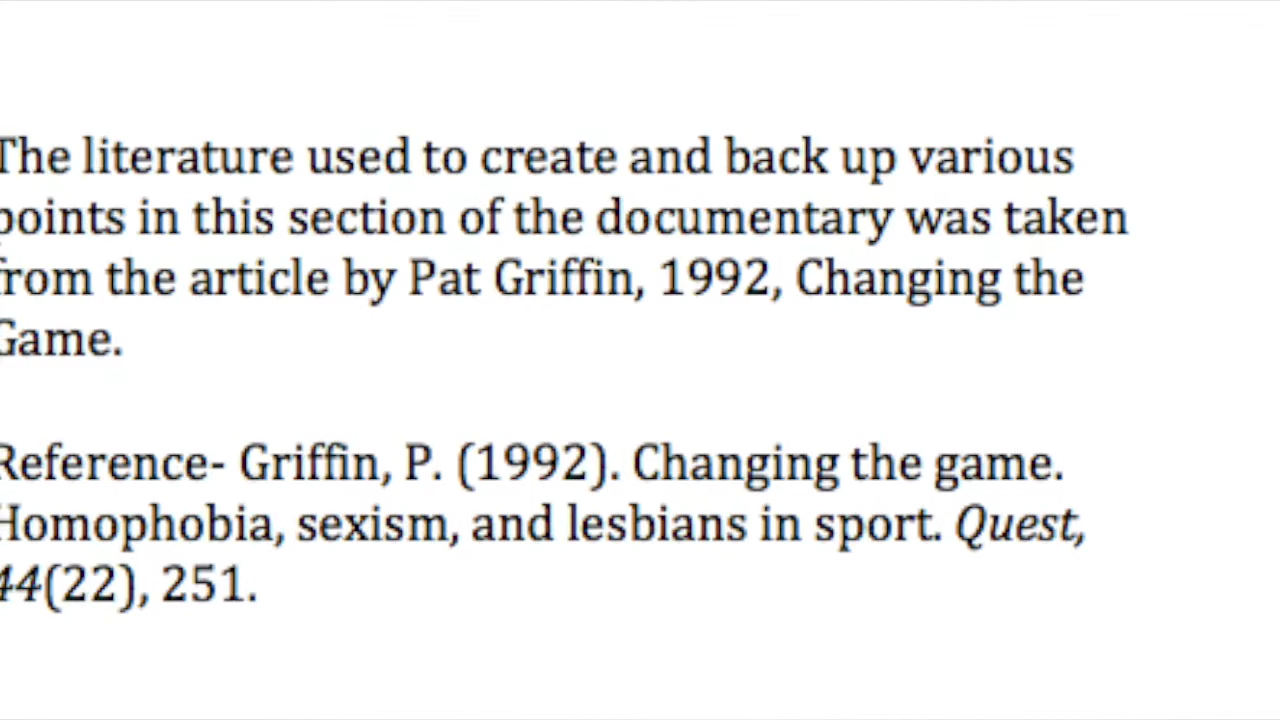 The literature used to create and back up various
points in this section of the documentary was taken
from the article by Pat Griffin, 1992, Changing the
Game.
Reference- Griffin, P. (1992). Changing the game.
Homophobia, sexism, and lesbians in sport. Quest,
44(22), 251.